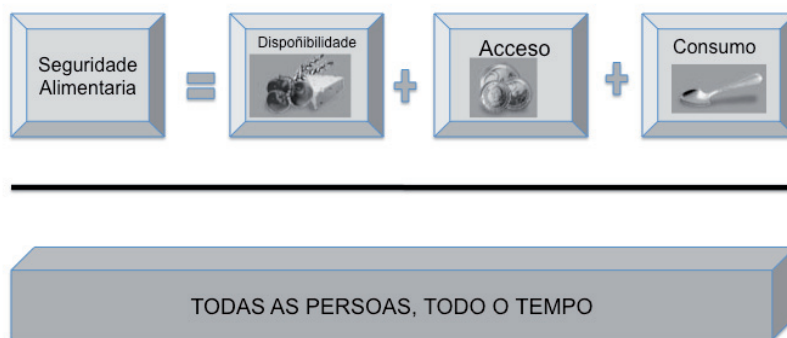 Seguridade
Alimentaria
=
Dispoñibilidade
+
Acceso
+
Consumo
TODAS AS PERSOAS, TODO O TEMPO